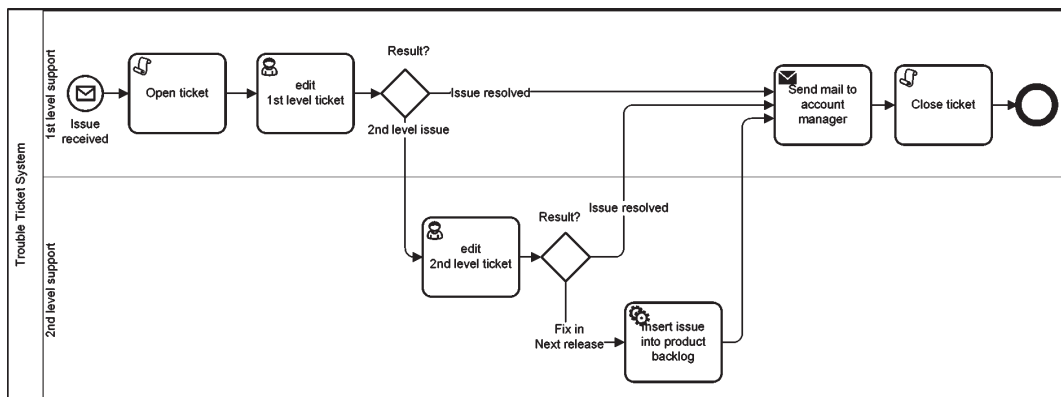 Trouble Ticket System
1st level support
Issue
received
Open ticket
edit
1st level ticket
Result?
Issue resolved
2nd level issue
Send mail to
account
manager
Close ticket
2nd level support
edit
2nd level ticket
Result?
Issue resolved
Fix in
Next release
Insert issue
into product
backlog